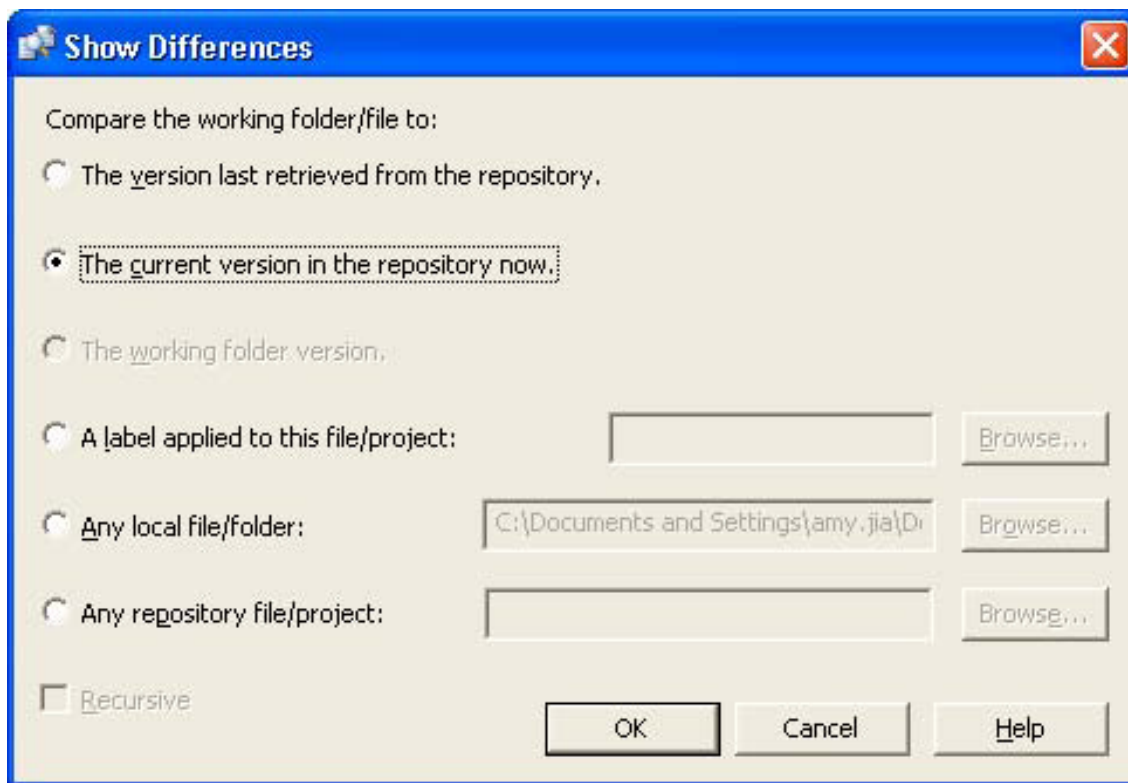 Show Differences
Compare the working folder/file to:
The version last retrieved from the repository.
The current version in the repository now.
The working folder version.
A label applied to this file/project:
Browse...
Any local file/folder:
C:\Documents and Settings\amy.jia\D
Browse...
Any repository file/project:
Browse...
Recursive
OK
Cancel
Help